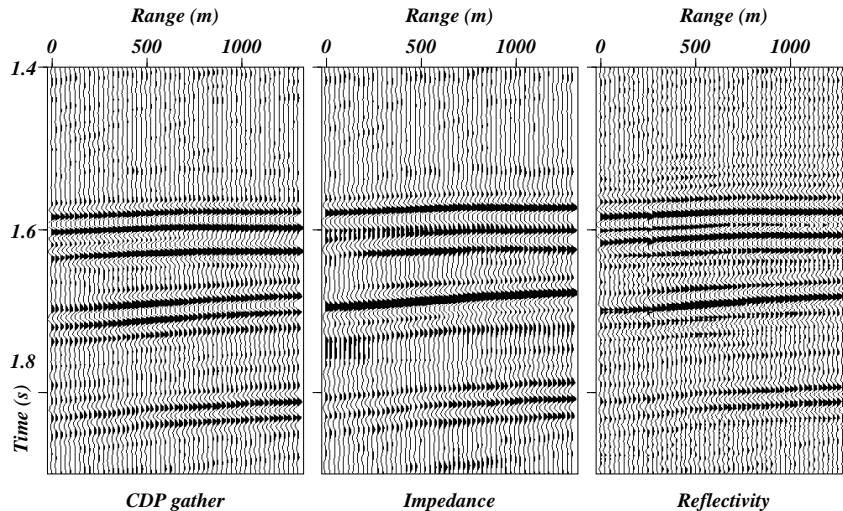 Range (m) Range (m) Range (m)
0 500 1000 0 500 1000 0 500 1000
1.4
1.6
1.8
Time (s)
CDP gather Impedance Reflectivity